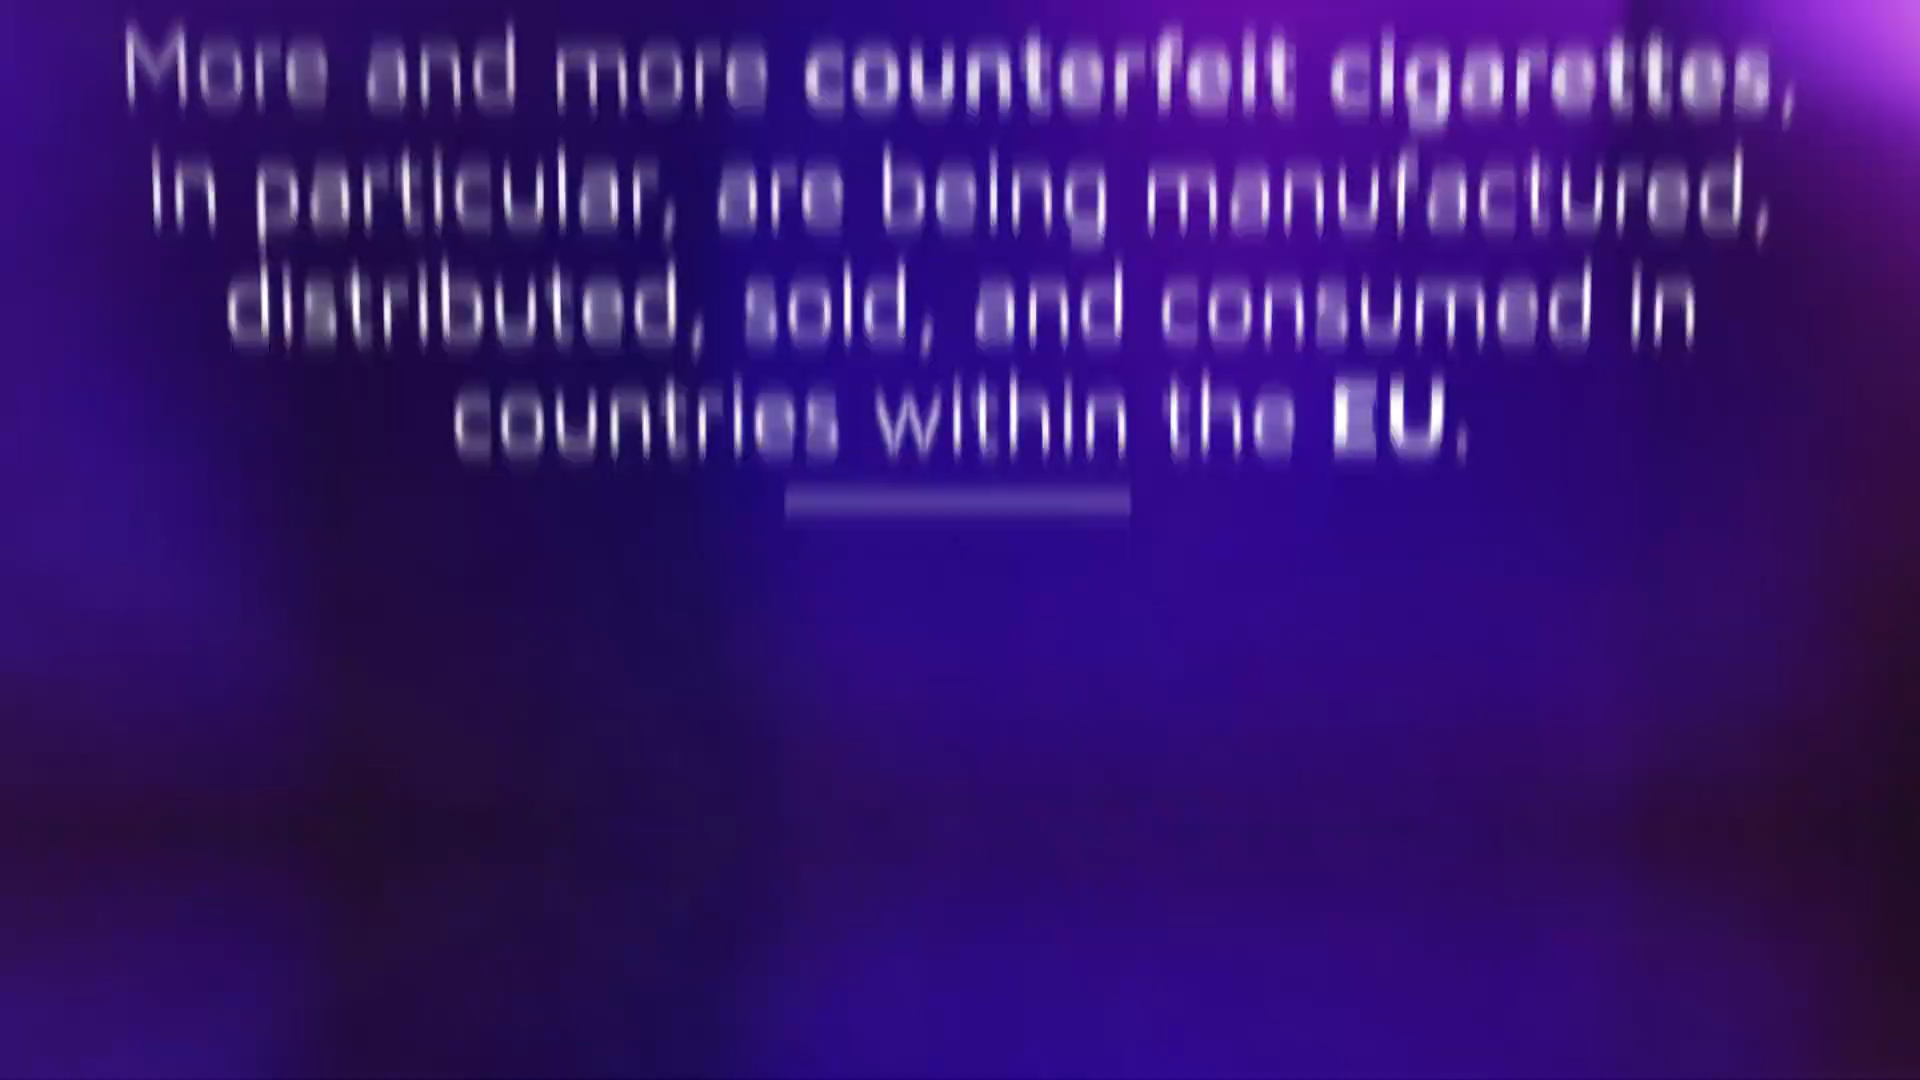 More and more counterfeit cigarettes,
in particular, are being manufactured,
distributed, sold, and consumed in
countries within the EU.